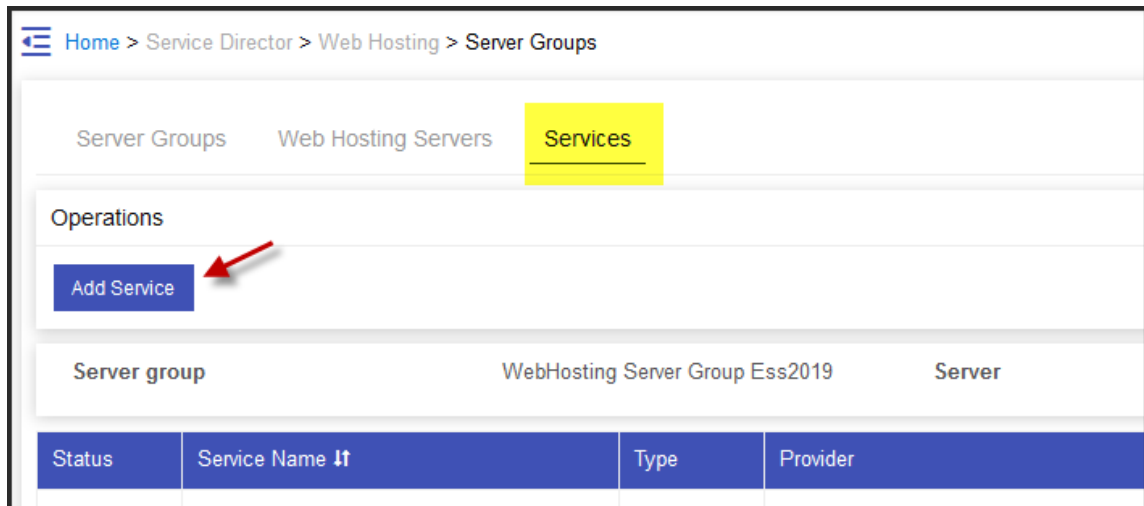 Home > Service Director > Web Hosting > Server Groups
Server Groups Web Hosting Servers Services
Operations
Add Service
Server group WebHosting Server Group Ess2019 Server
Status Service Name Type Provider